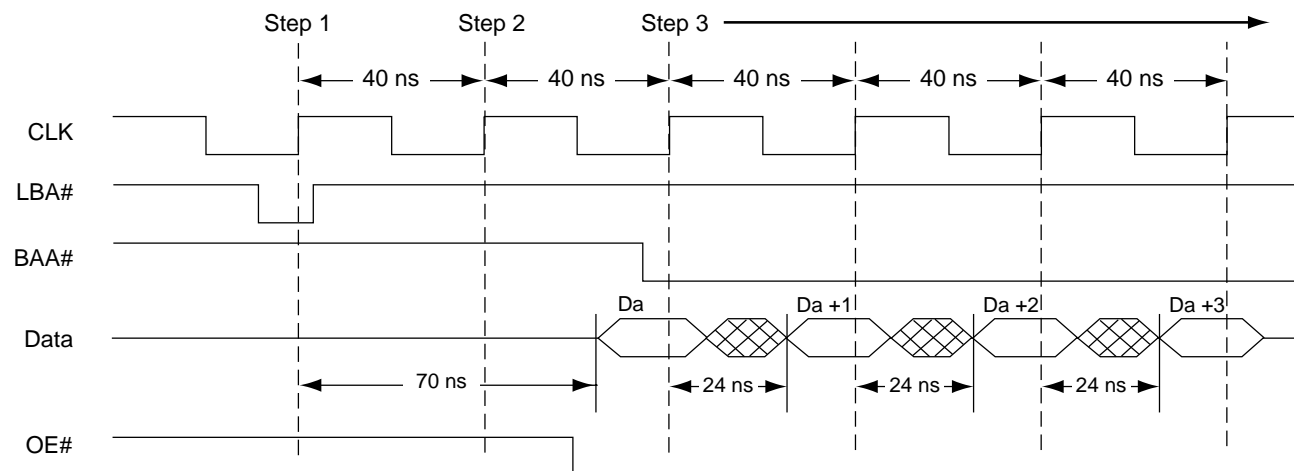 Step 1 Step 2 Step 3
40 ns 40 ns 40 ns 40 ns 40 ns
CLK
LBA#
BAA#
Da Da +1 Da +2 Da +3
Data
70 ns 24 ns 24 ns 24 ns
OE#